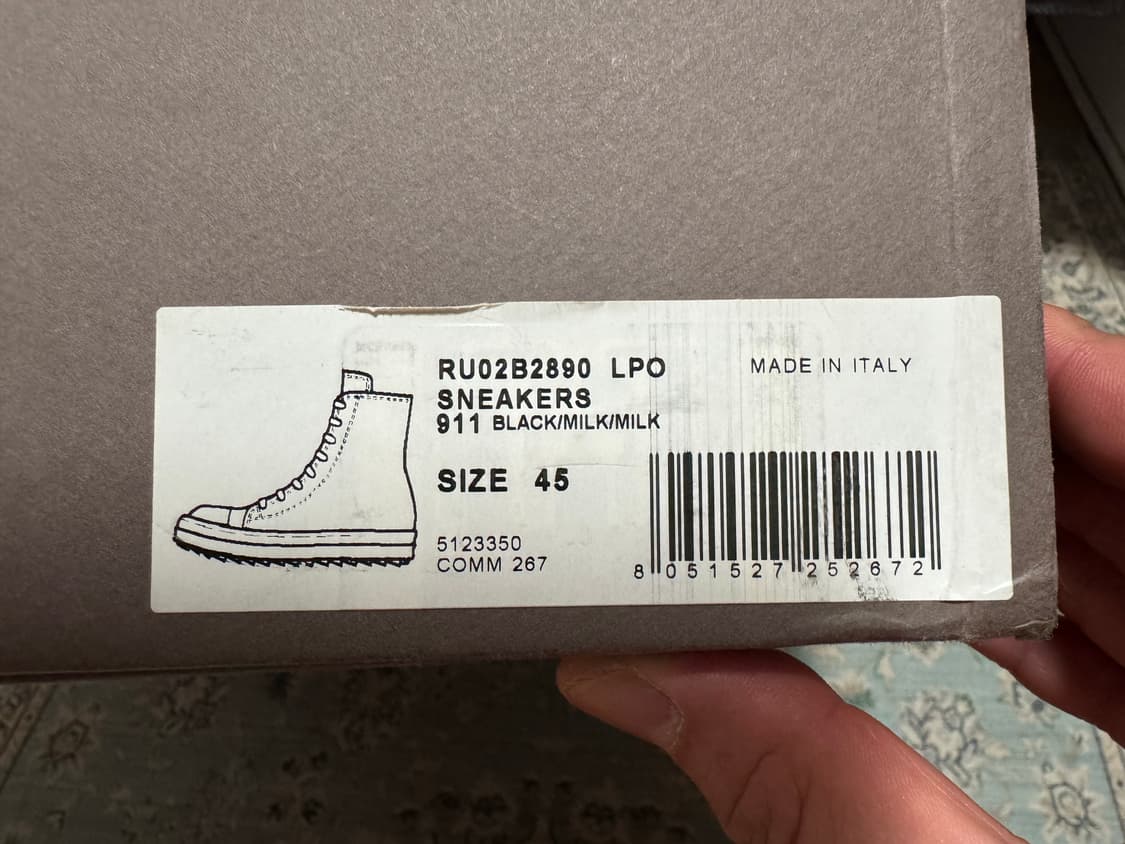 RU02B2890 LPO
MADE IN ITALY
SNEAKERS
911 BLACK/MILK/MILK
SIZE 45
5123350
COMM 267
8 051527 252672